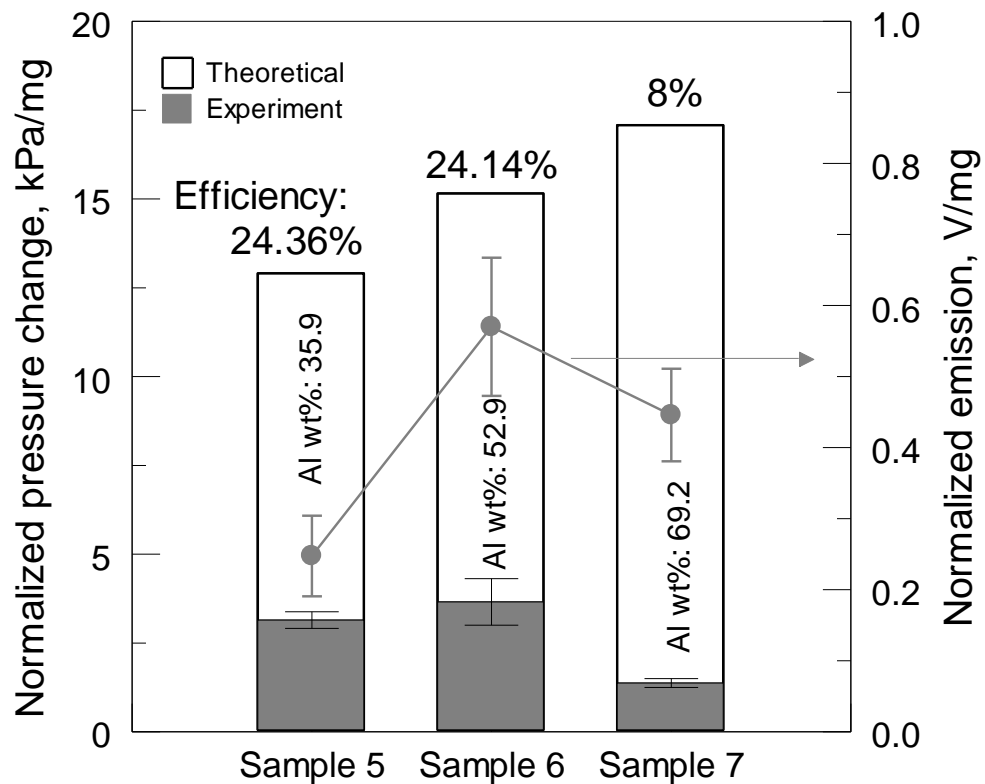 Normalized pressure change, kPa/mg
20
15
10
5
0
Theoretical
Experiment
Efficiency:
24.36%
24.14%
8%
Al wt%: 35.9
Al wt%: 52.9
Al wt%: 69.2
Sample 5
Sample 6
Sample 7
1.0
0.8
0.6
0.4
0.2
0.0
Normalized emission, V/mg